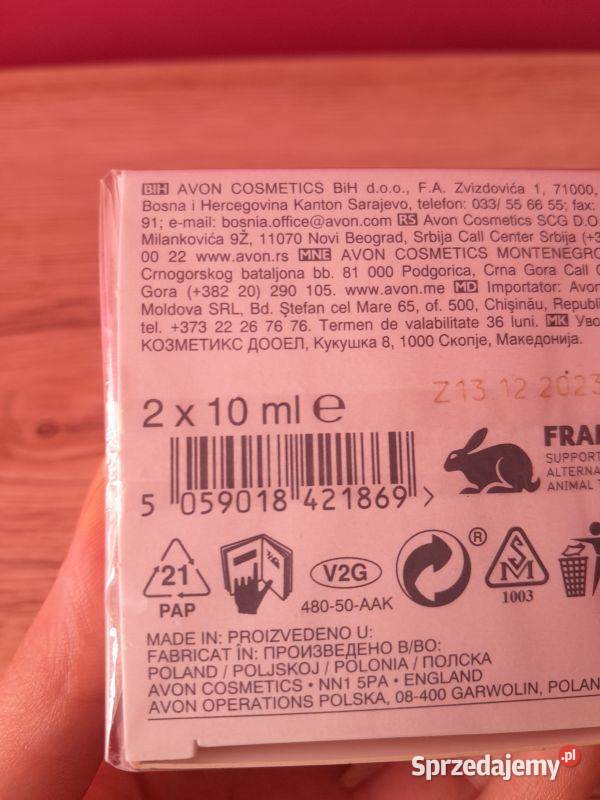 BIH AVON COSMETICS BiH d.o.o., F.A. Zvizdovića 1, 71000,
Bosna i Hercegovina Kanton Sarajevo, telefon: 033/ 55 66 55; fax:
91; e-mail: bosnia.office@avon.com RS Avon Cosmetics SCG D.O
Milankovića 9Ž, 11070 Novi Beograd, Srbija Call Center Srbija (+3
00 22 www.avon.rs MNE AVON COSMETICS MONTENEGRO
Crnogorskog bataljona bb. 81 000 Podgorica, Crna Gora Call C
Gora (+382 20) 290 105. www.avon.me MD Importator: Avon
Moldova SRL, Bd. Ştefan cel Mare 65, of. 500, Chişinău, Republi
tel. +373 22 26 76 76. Termen de valabilitate 36 luni. MK Уво
КОЗМЕТИКС ДООЕЛ, Кукушка 8, 1000 Скопје, Македонија.
Z13 12 2023
2 x 10 ml e
FRAN
SUPPORT
ALTERNA
ANIMAL T
5 059018 421869 >
21
PAP
V2G
480-50-AAK
®
1003
MADE IN: PROIZVEDENO U:
FABRICAT IN: ПРОИЗВЕДЕНО В/ВО:
POLAND / POLJSKOJ / POLONIA / ПОЛСКА
AVON COSMETICS • NN1 5PA • ENGLAND
AVON OPERATIONS POLSKA, 08-400 GARWOLIN, POLAN
Sprzedajemy.pl